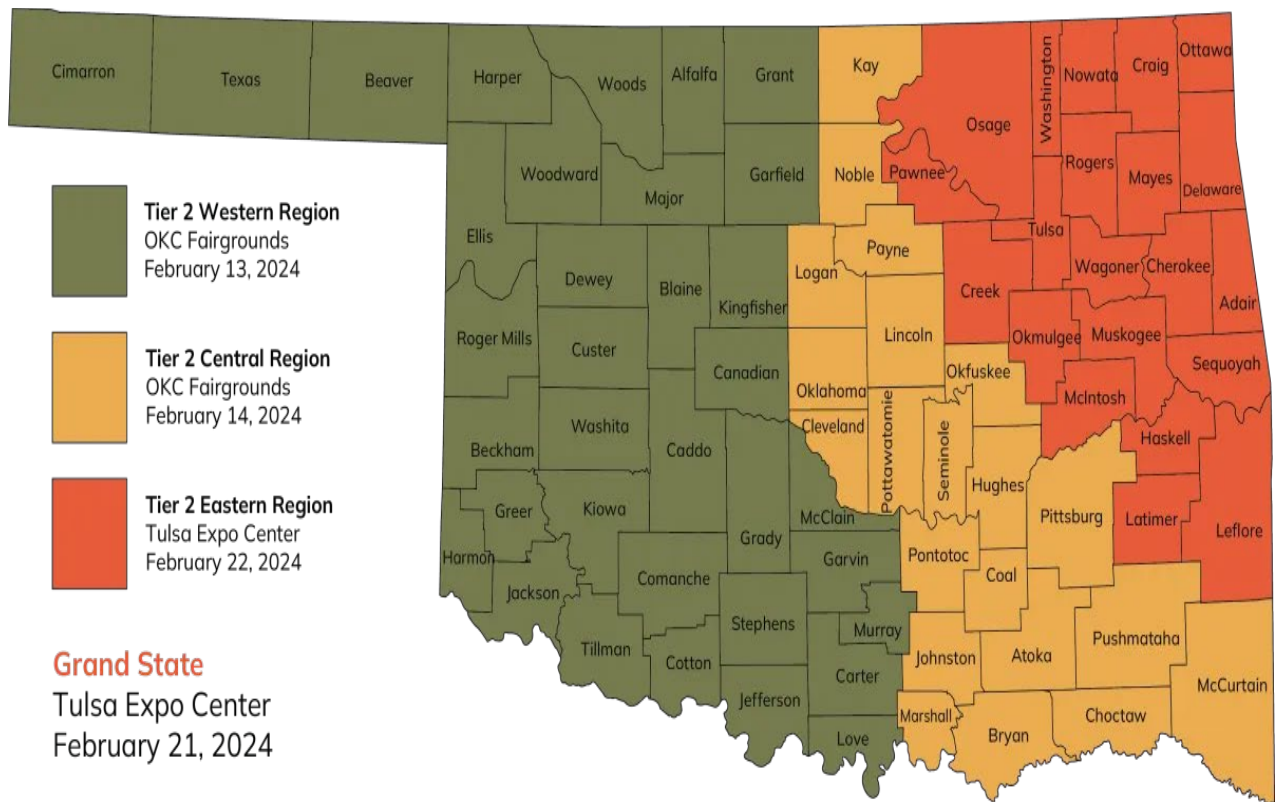 Cimarron
Texas
Beaver
Harper
Woods
Alfalfa
Grant
Kay
Osage
Washington
Nowata
Craig
Ottawa
Woodward
Major
Garfield
Noble
Pawnee
Rogers
Mayes
Delaware
Tier 2 Western Region
OKC Fairgrounds
February 13, 2024
Ellis
Dewey
Blaine
Kingfisher
Logan
Payne
Creek
Tulsa
Wagoner
Cherokee
Adair
Tier 2 Central Region
OKC Fairgrounds
February 14, 2024
Roger Mills
Custer
Canadian
Oklahoma
Lincoln
Okfuskee
Okmulgee
Muskogee
McIntosh
Sequoyah
Beckham
Washita
Caddo
Cleveland
Pottawatomie
Seminole
Hughes
Haskell
Tier 2 Eastern Region
Tulsa Expo Center
February 22, 2024
Harmon
Greer
Kiowa
Grady
McClain
Pittsburg
Latimer
Leflore
Jackson
Comanche
Garvin
Pontotoc
Coal
Grand State
Tulsa Expo Center
February 21, 2024
Tillman
Cotton
Stephens
Murray
Carter
Johnston
Atoka
Pushmataha
McCurtain
Jefferson
Love
Marshall
Bryan
Choctaw